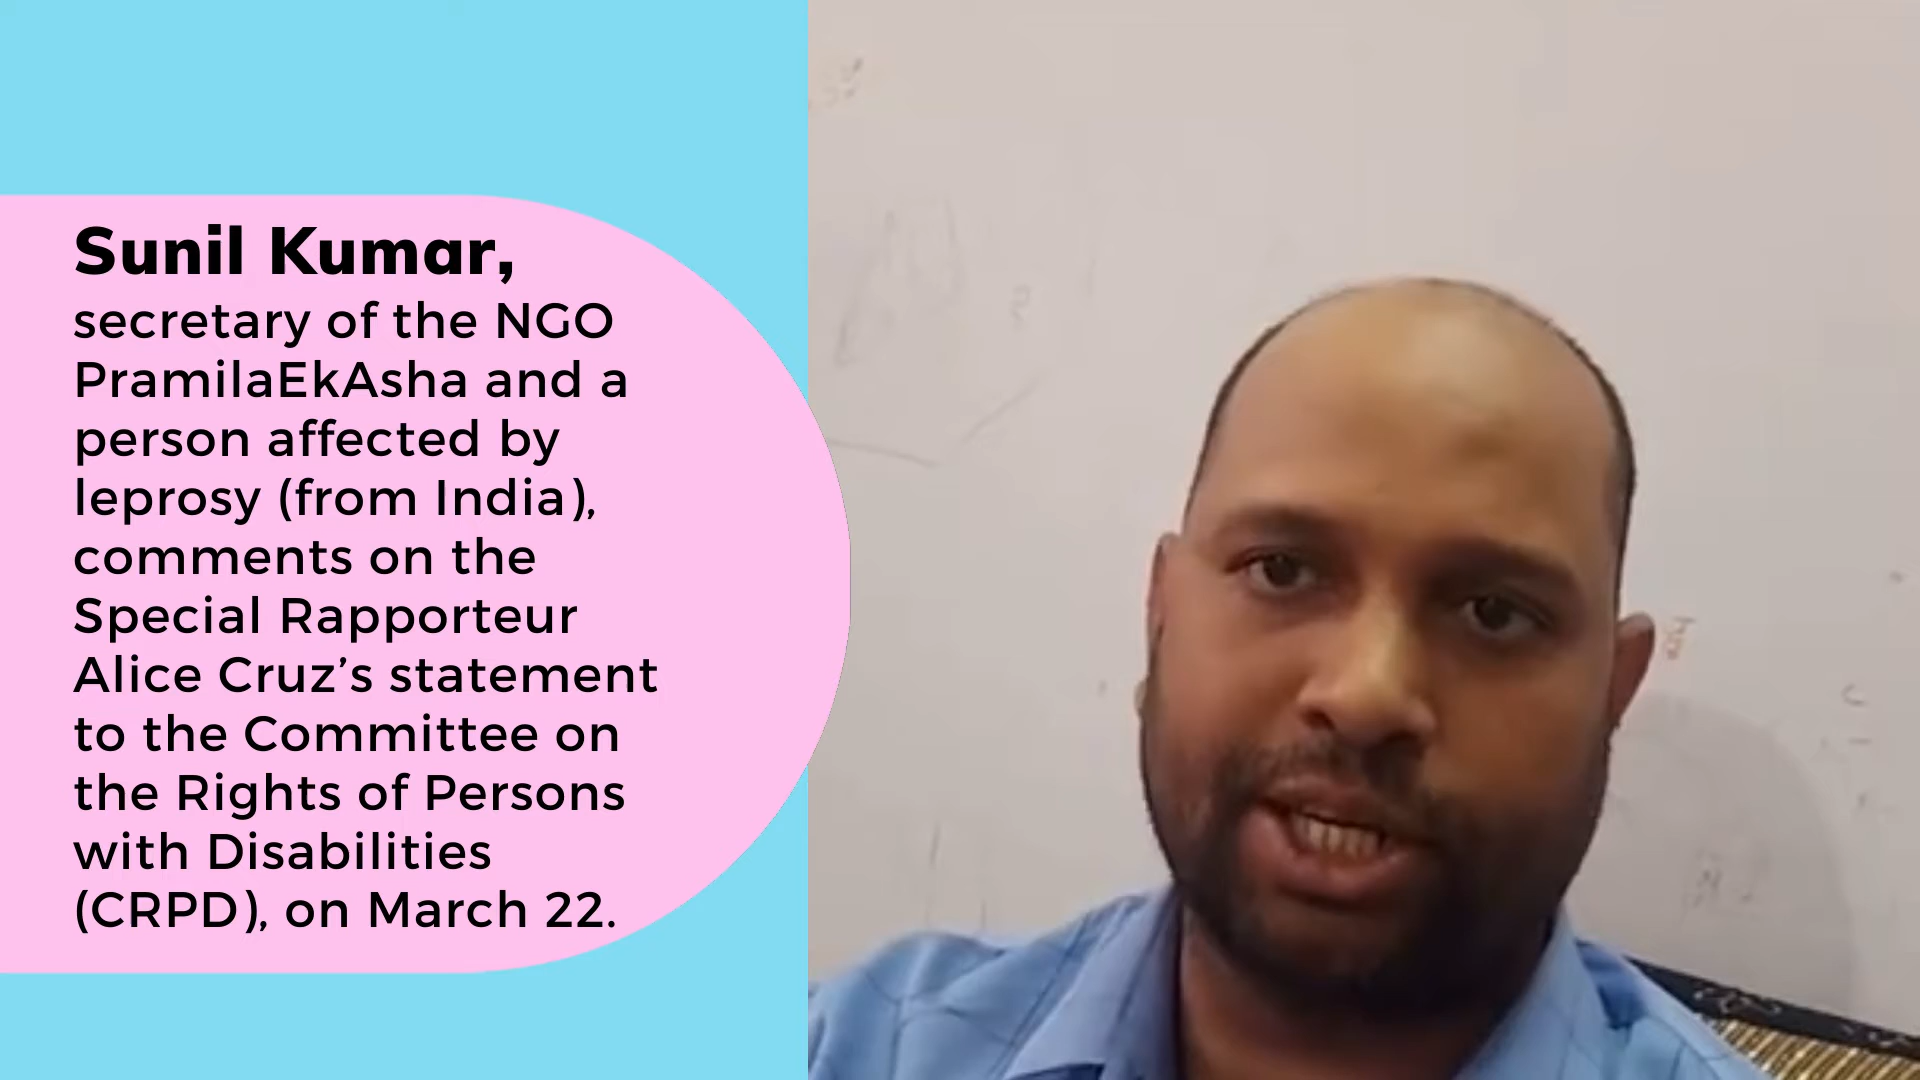 Sunil Kumar,
secretary of the NGO
PramilaEkAsha and a
person affected by
leprosy (from India),
comments on the
Special Rapporteur
Alice Cruz’s statement
to the Committee on
the Rights of Persons
with Disabilities
(CRPD), on March 22.